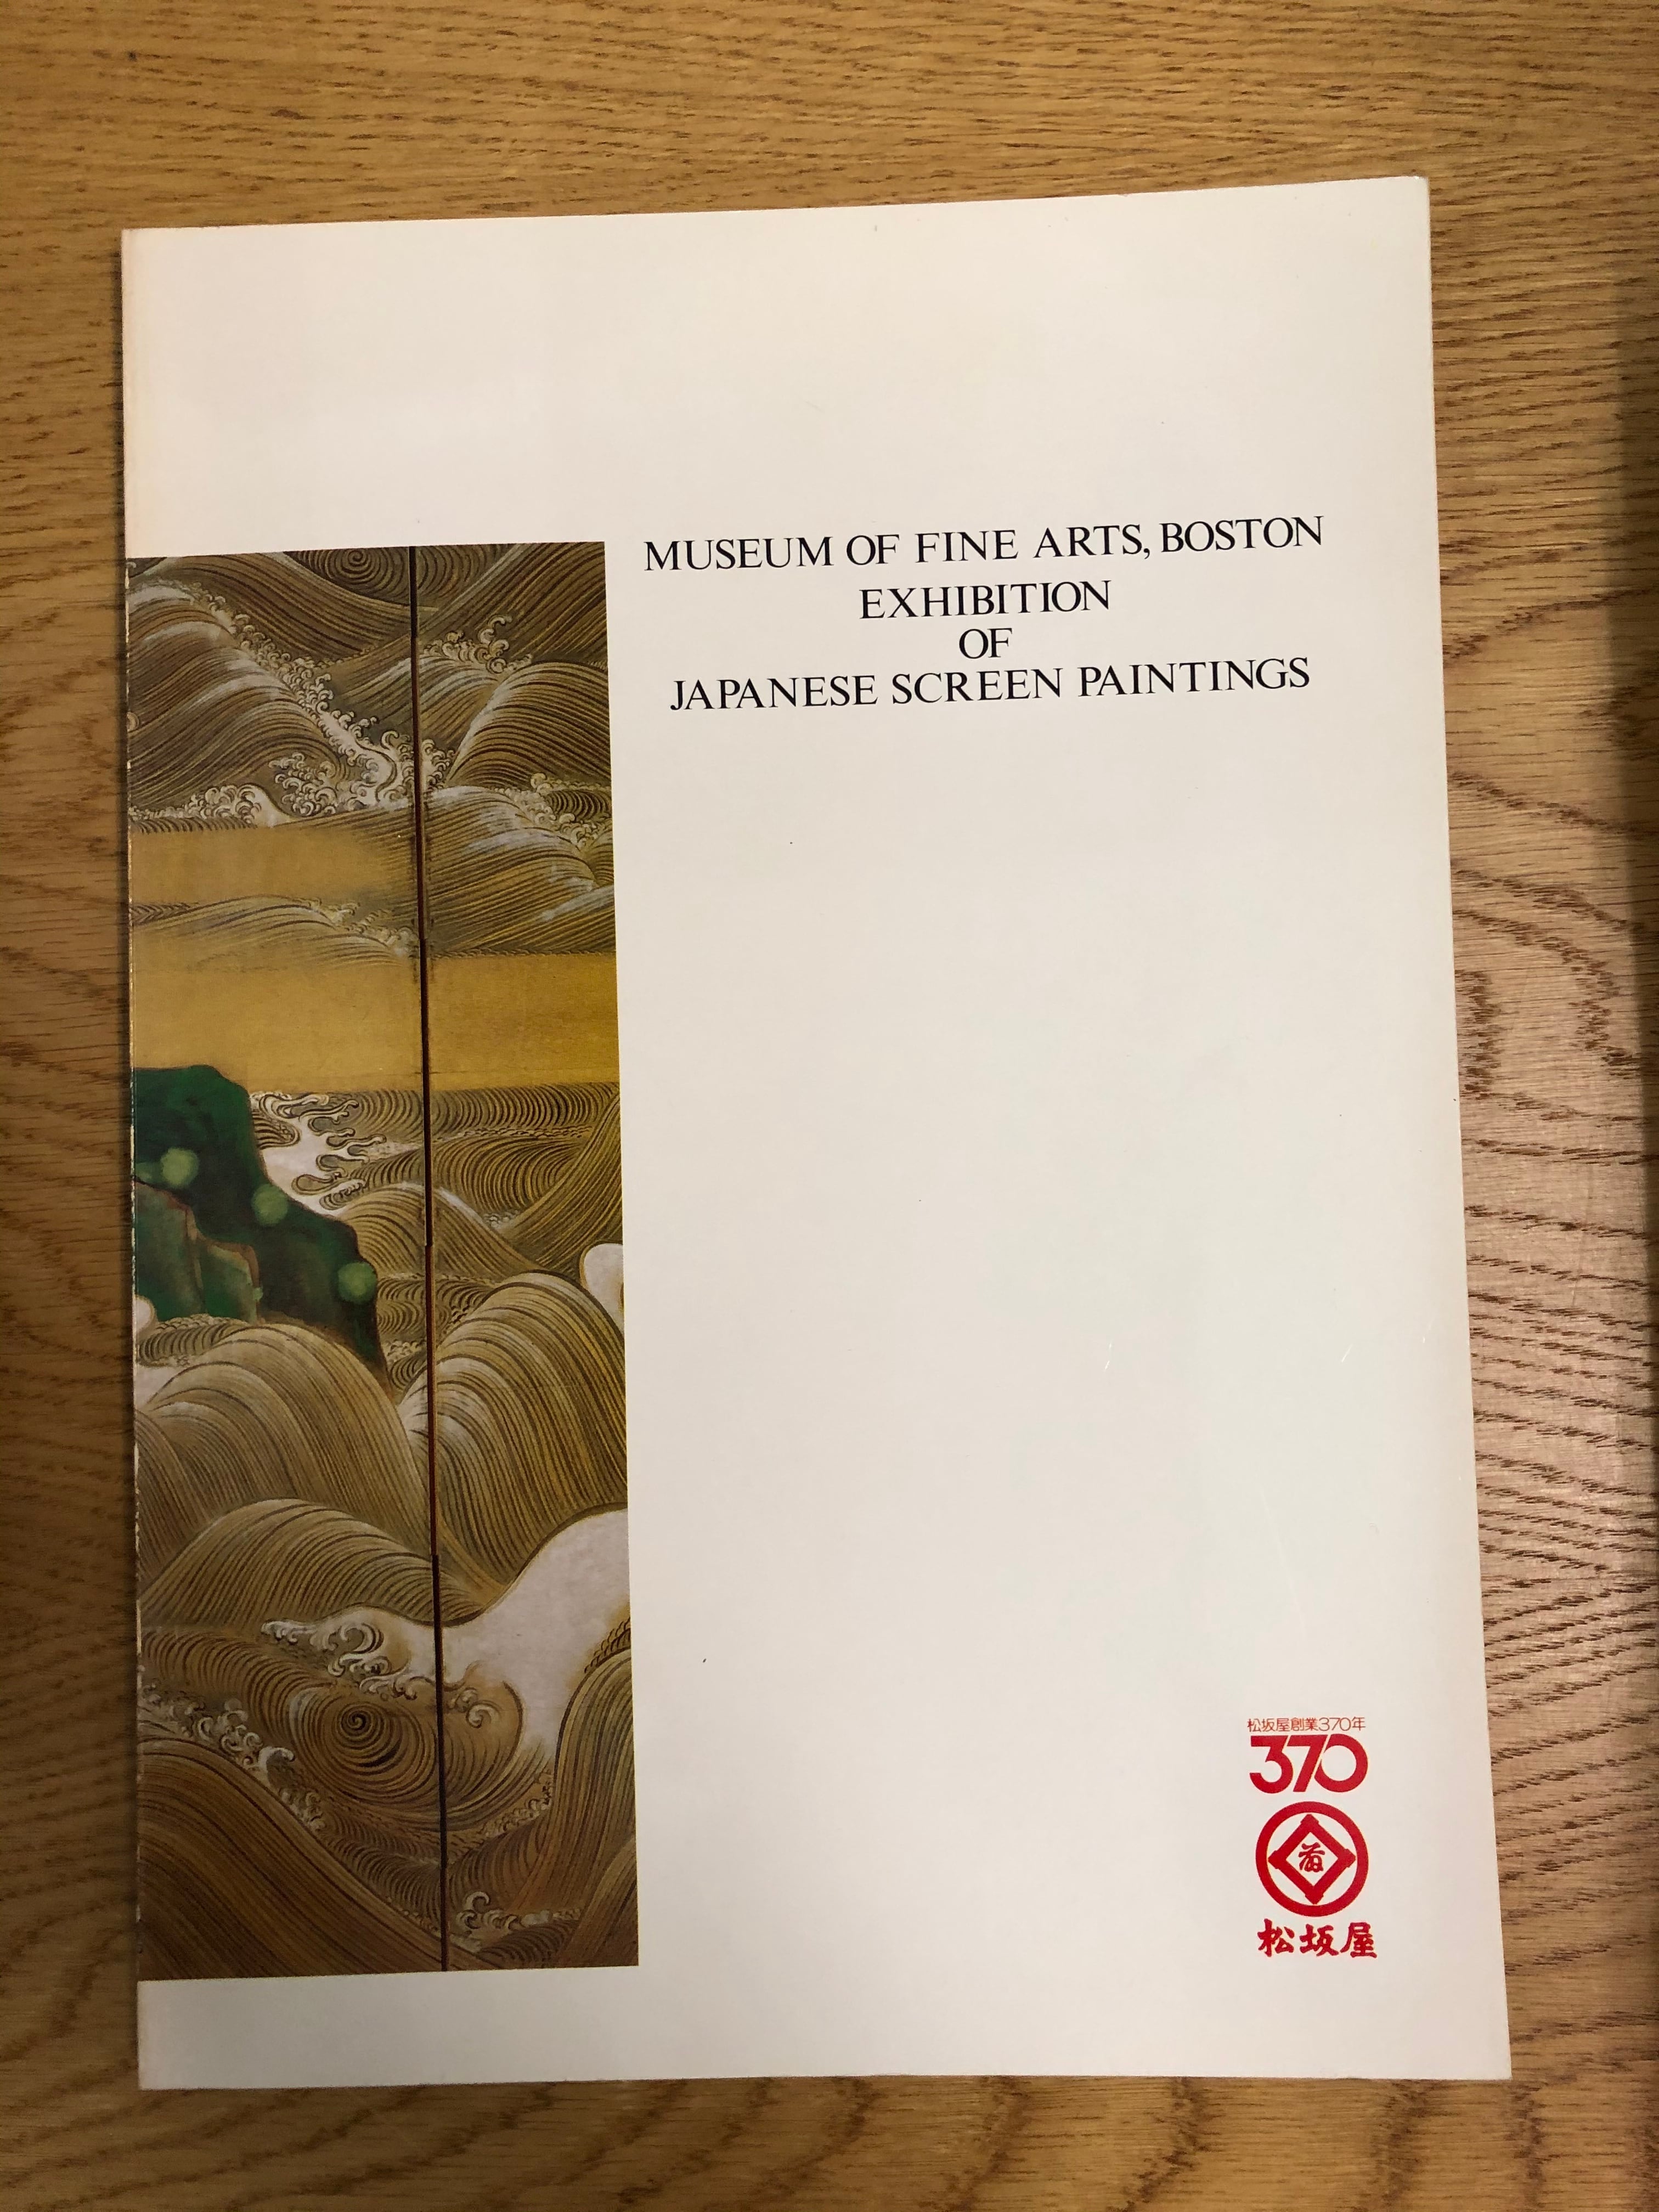 MUSEUM OF FINE ARTS, BOSTON
EXHIBITION
OF
JAPANESE SCREEN PAINTINGS
松坂屋創業370年
370
松坂屋